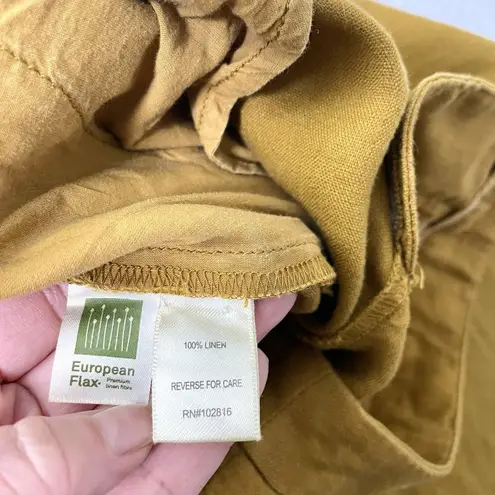 European
Flax- Premium
linen fibre
100% LINEN
REVERSE FOR CARE
RN#102816